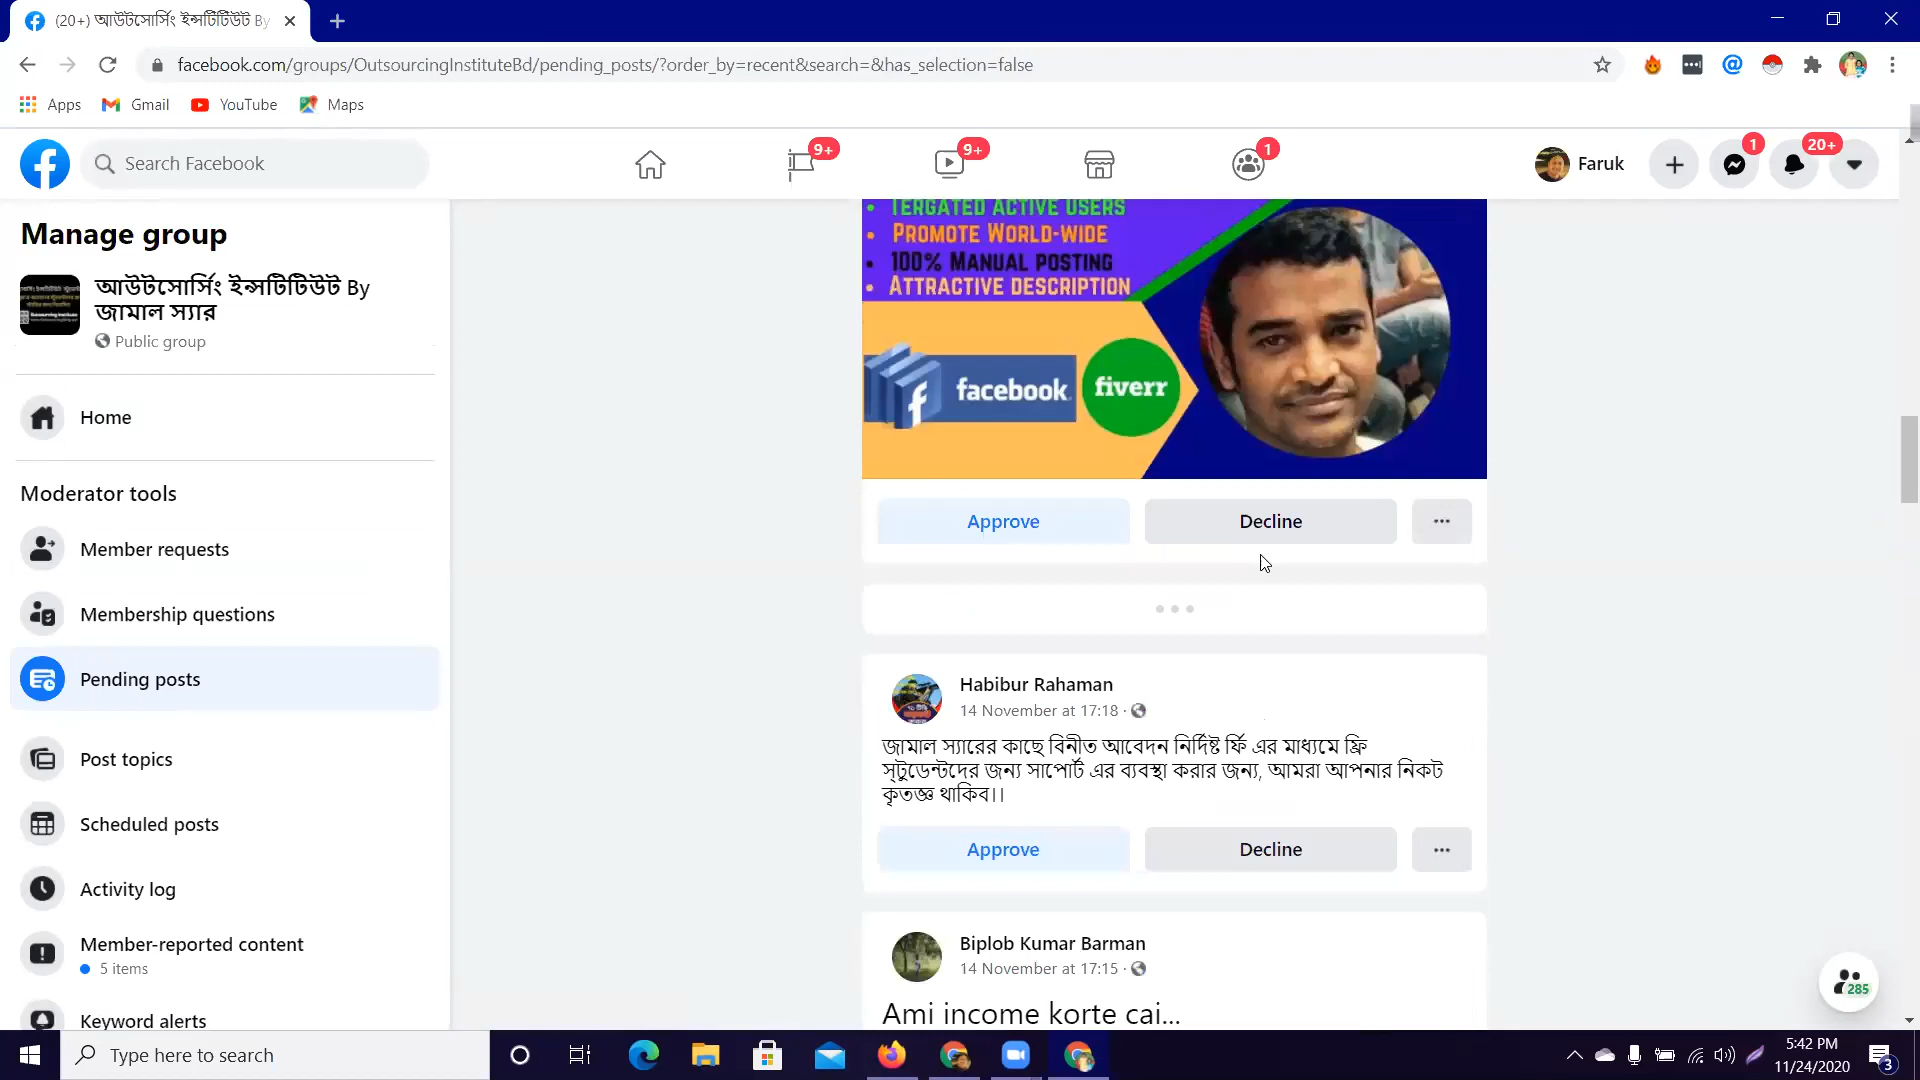 (20+) আউটসোর্সিং ইন্সটিটিউট By
facebook.com/groups/OutsourcingInstituteBd/pending_posts/?order_by=recent&search=&has_selection=false
Apps Gmail YouTube Maps
Search Facebook
9+
9+
1
Faruk
1
20+
Manage group
আউটসোর্সিং ইন্সটিটিউট By
জামাল স্যার
Public group
Home
Moderator tools
Member requests
Membership questions
Pending posts
Post topics
Scheduled posts
Activity log
Member-reported content
5 items
Keyword alerts
TERGATED ACTIVE USERS
PROMOTE WORLD-WIDE
100% MANUAL POSTING
ATTRACTIVE DESCRIPTION
facebook
fiverr
Approve Decline
Habibur Rahaman
14 November at 17:18
জামাল স্যারের কাছে বিনীত আবেদন নির্দিষ্ট ফি এর মাধ্যমে ফ্রি
স্টুডেন্টদের জন্য সাপোর্ট এর ব্যবস্থা করার জন্য, আমরা আপনার নিকট
কৃতজ্ঞ থাকিব।।
Approve Decline
Biplob Kumar Barman
14 November at 17:15
Ami income korte cai...
285
Type here to search
5:42 PM
11/24/2020
3